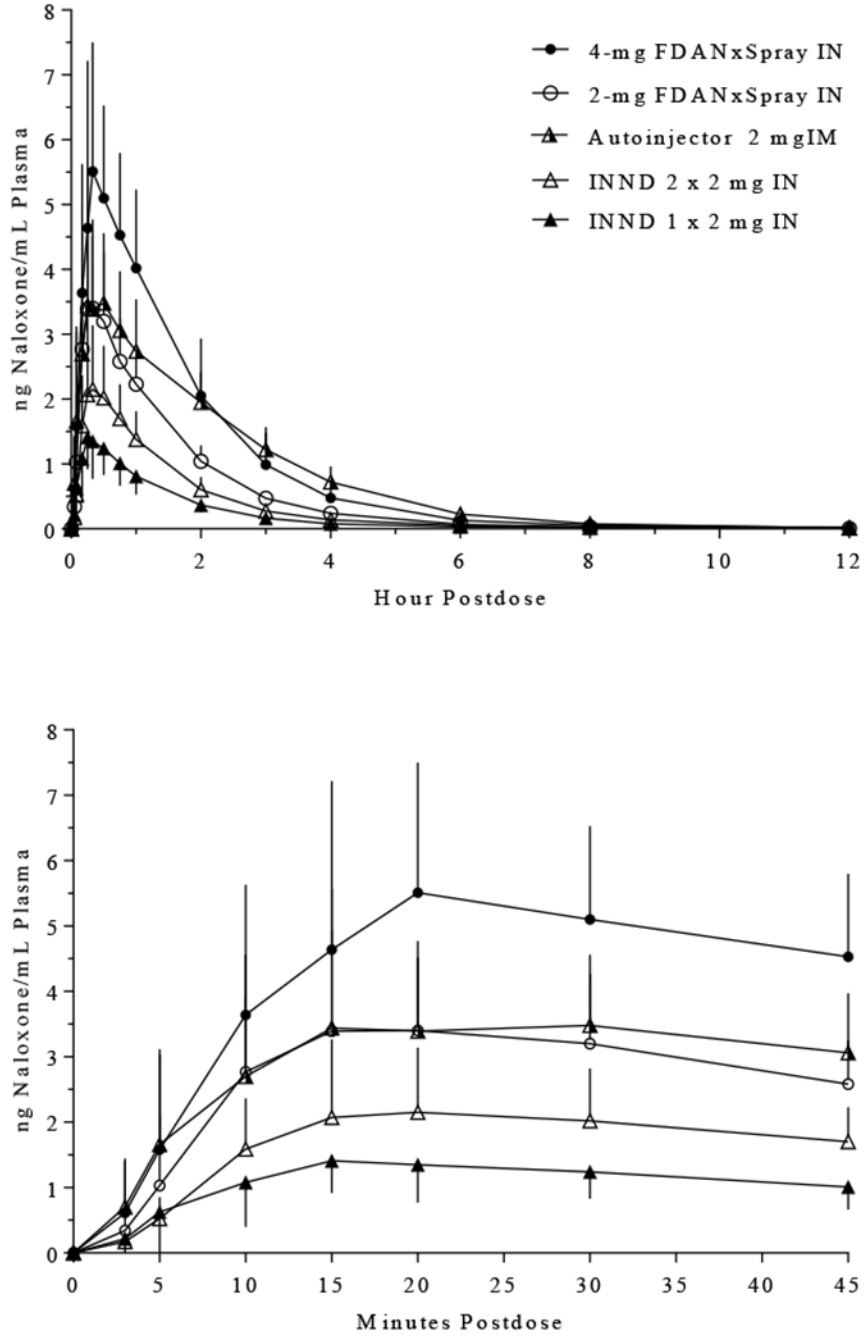 8
7
6
5
4
3
2
1
0
ng Naloxone/mL Plasma
4-mg FDANxSpray IN
2-mg FDANxSpray IN
Autoinjector 2 mgIM
INND 2 x 2 mg IN
INND 1 x 2 mg IN
0 2 4 6 8 10 12
Hour Postdose
8
7
6
5
4
3
2
1
0
ng Naloxone/mL Plasma
0 5 10 15 20 25 30 35 40 45
Minutes Postdose